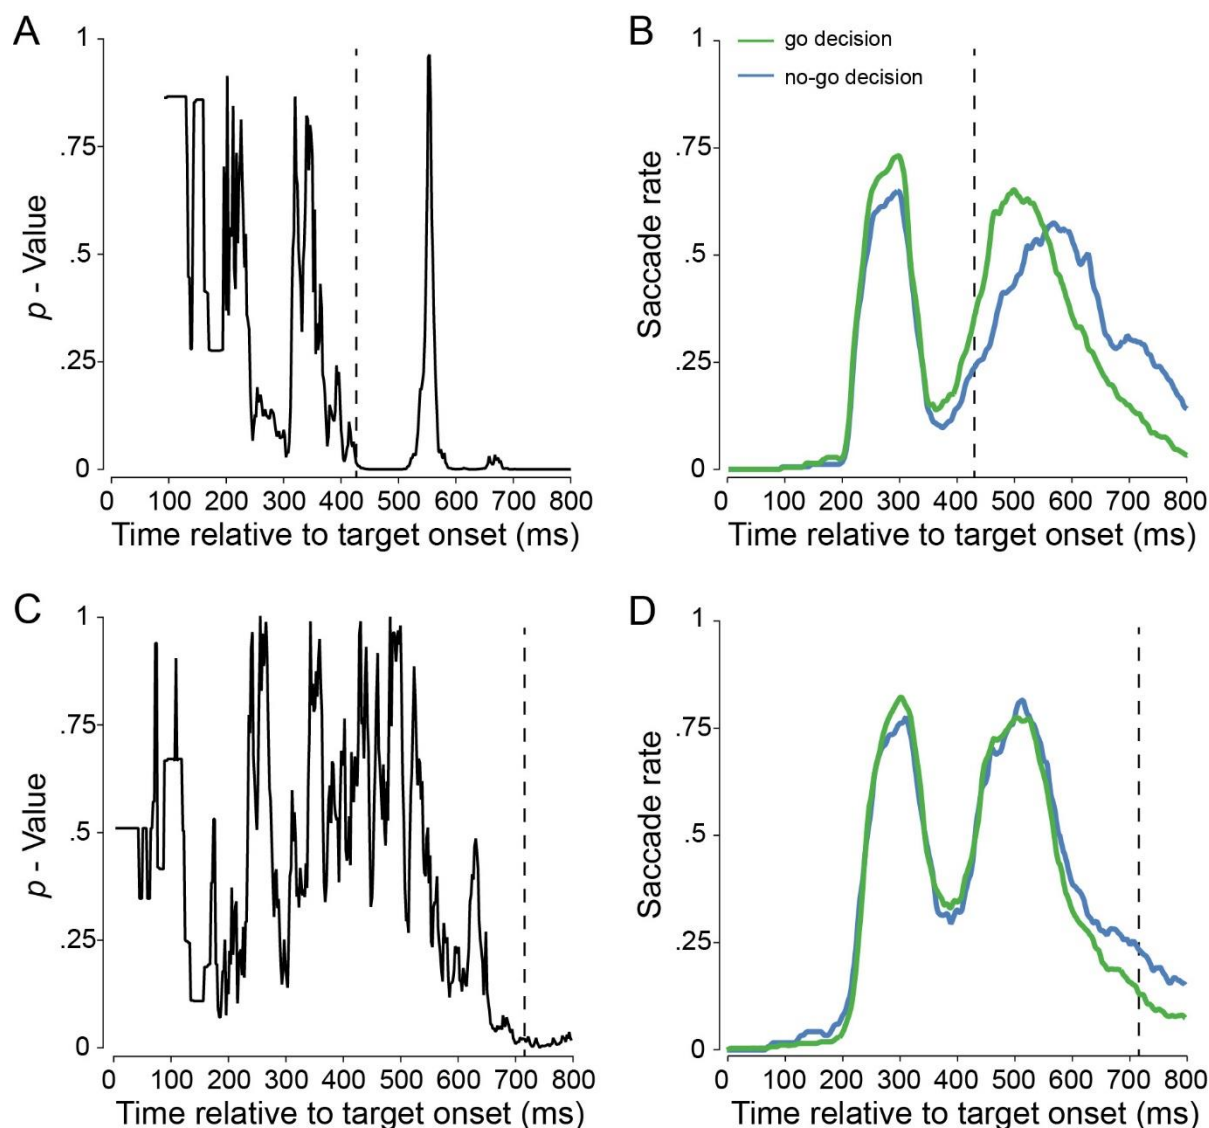 A
1
.75
.5
.25
0
p - Value
0 100 200 300 400 500 600 700 800
Time relative to target onset (ms)
B
go decision
no-go decision
1
.75
.5
.25
0
Saccade rate
0 100 200 300 400 500 600 700 800
Time relative to target onset (ms)
C
1
.75
.5
.25
0
p - Value
0 100 200 300 400 500 600 700 800
Time relative to target onset (ms)
D
1
.75
.5
.25
0
Saccade rate
0 100 200 300 400 500 600 700 800
Time relative to target onset (ms)